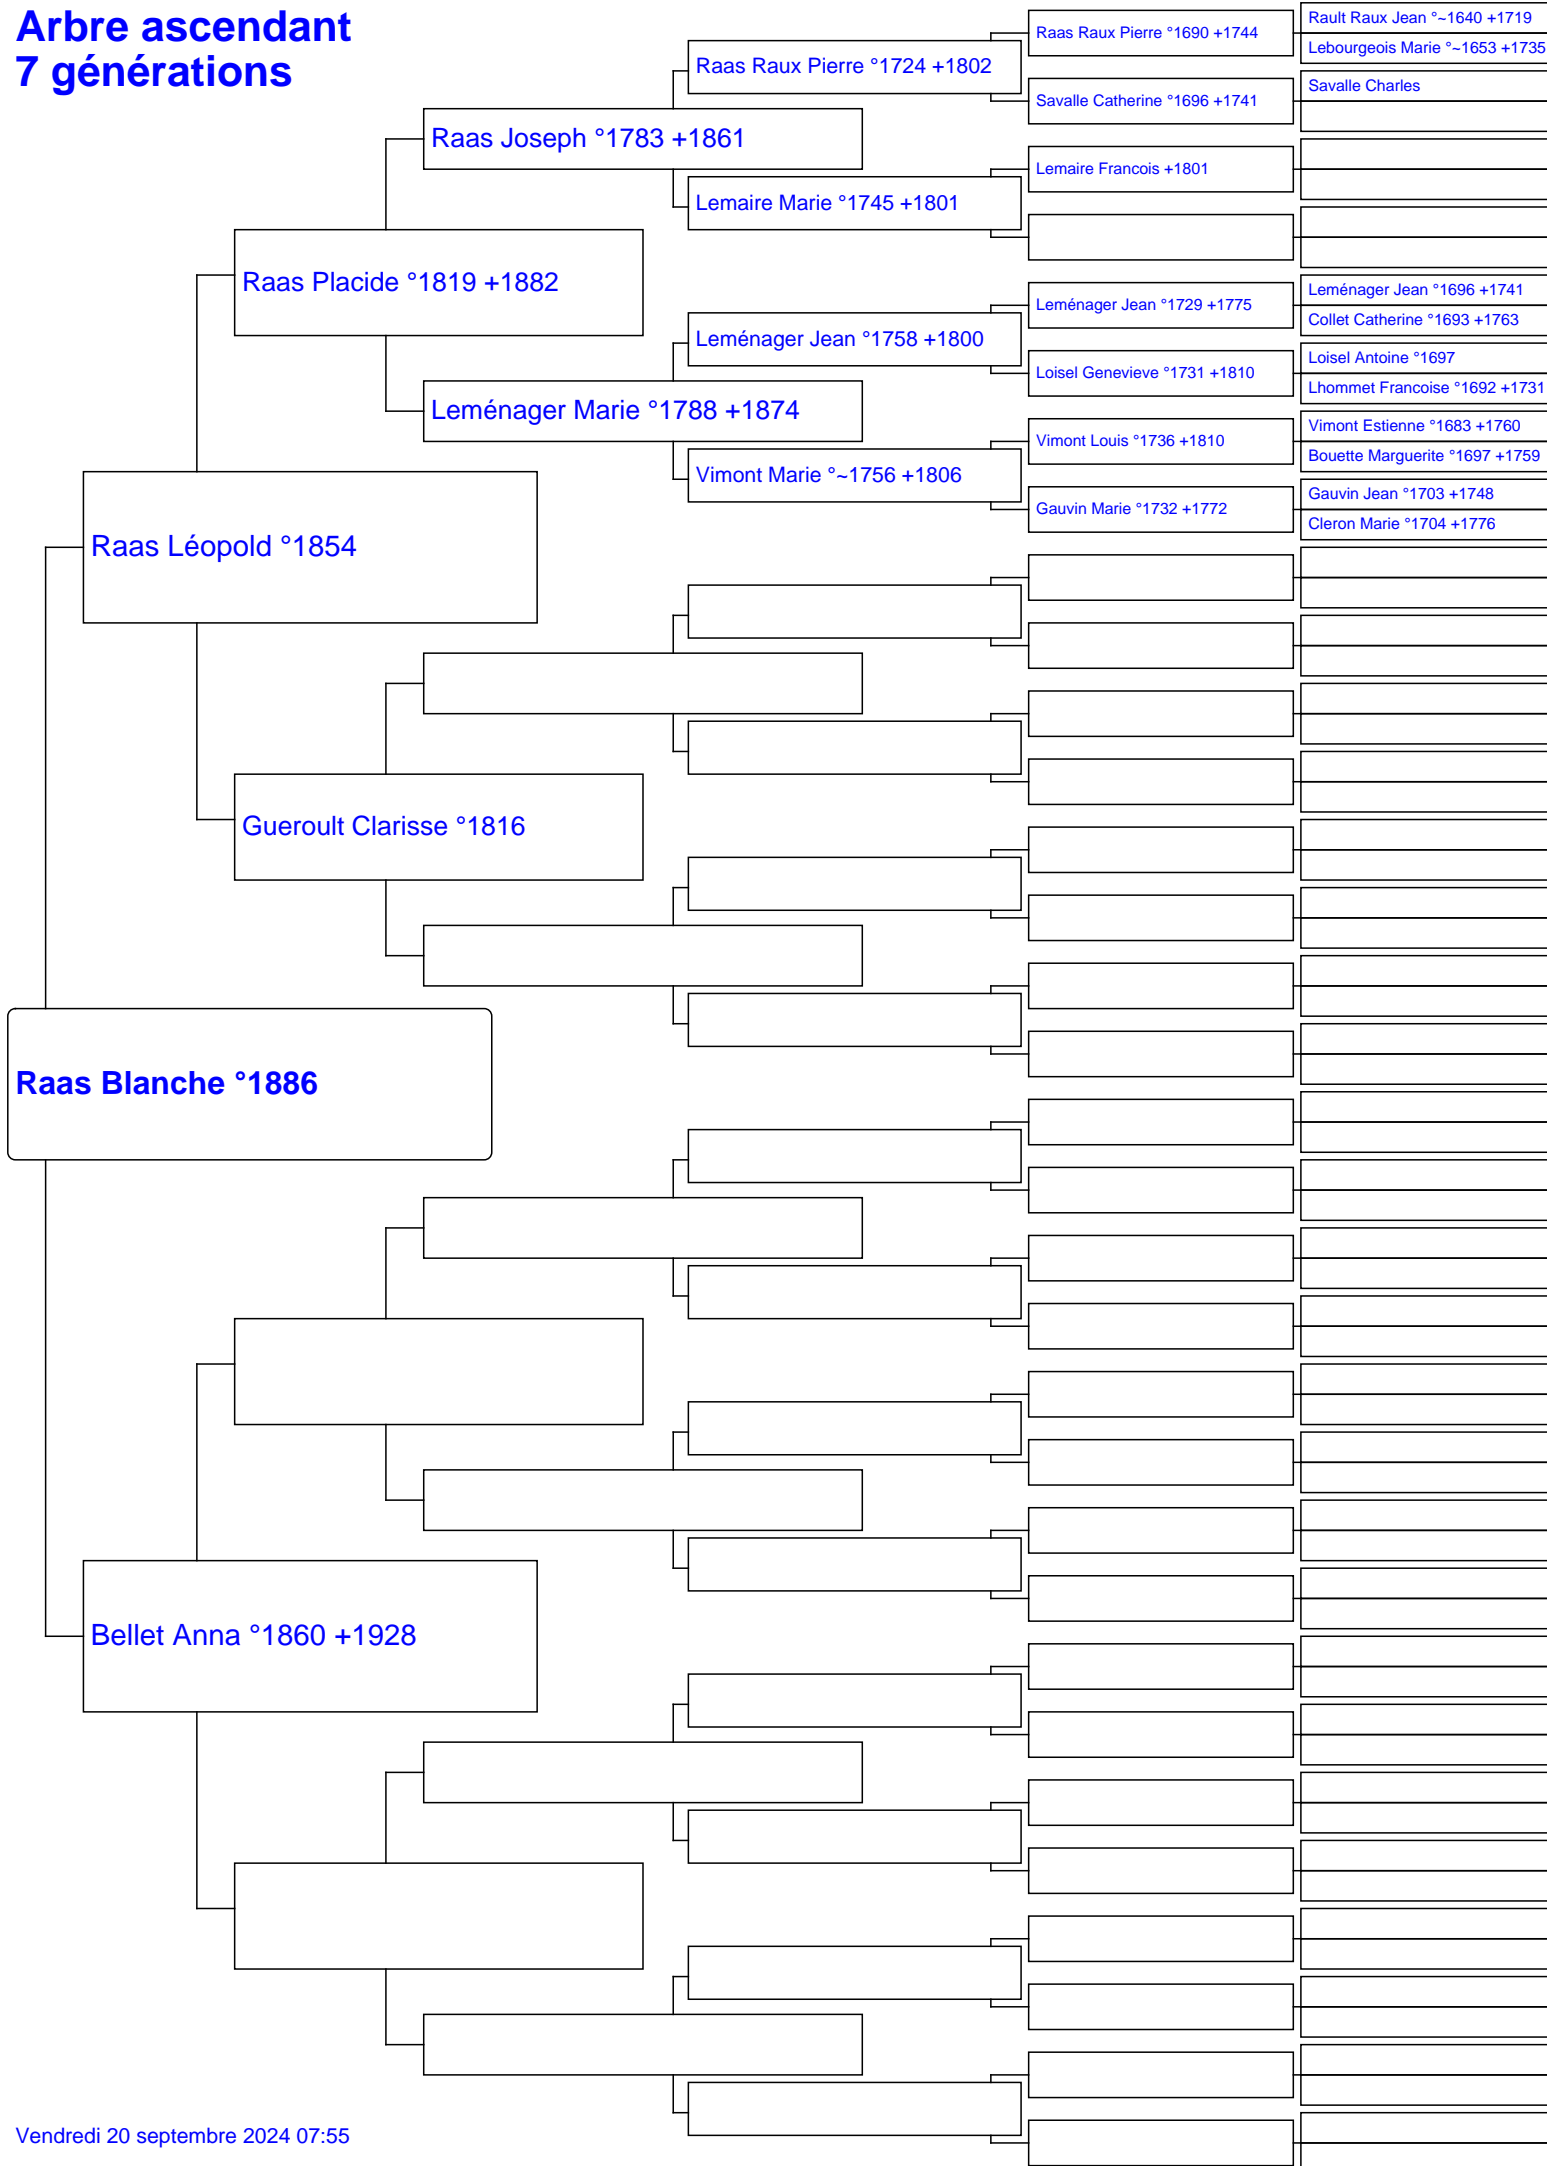 Arbre ascendant
7 générations
Rault Raux Jean °~1640 +1719
Raas Raux Pierre °1690 +1744
Lebourgeois Marie °~1653 +1735
Raas Raux Pierre °1724 +1802
Savalle Charles
Savalle Catherine °1696 +1741
Raas Joseph °1783 +1861
Lemaire Francois +1801
Lemaire Marie °1745 +1801
Raas Placide °1819 +1882
Leménager Jean °1696 +1741
Leménager Jean °1729 +1775
Collet Catherine °1693 +1763
Leménager Jean °1758 +1800
Loisel Antoine °1697
Loisel Genevieve °1731 +1810
Lhommet Francoise °1692 +1731
Leménager Marie °1788 +1874
Vimont Estienne °1683 +1760
Vimont Louis °1736 +1810
Bouette Marguerite °1697 +1759
Vimont Marie °~1756 +1806
Gauvin Jean °1703 +1748
Gauvin Marie °1732 +1772
Cleron Marie °1704 +1776
Raas Léopold °1854
Gueroult Clarisse °1816
Raas Blanche °1886
Bellet Anna °1860 +1928
Vendredi 20 septembre 2024 07:55